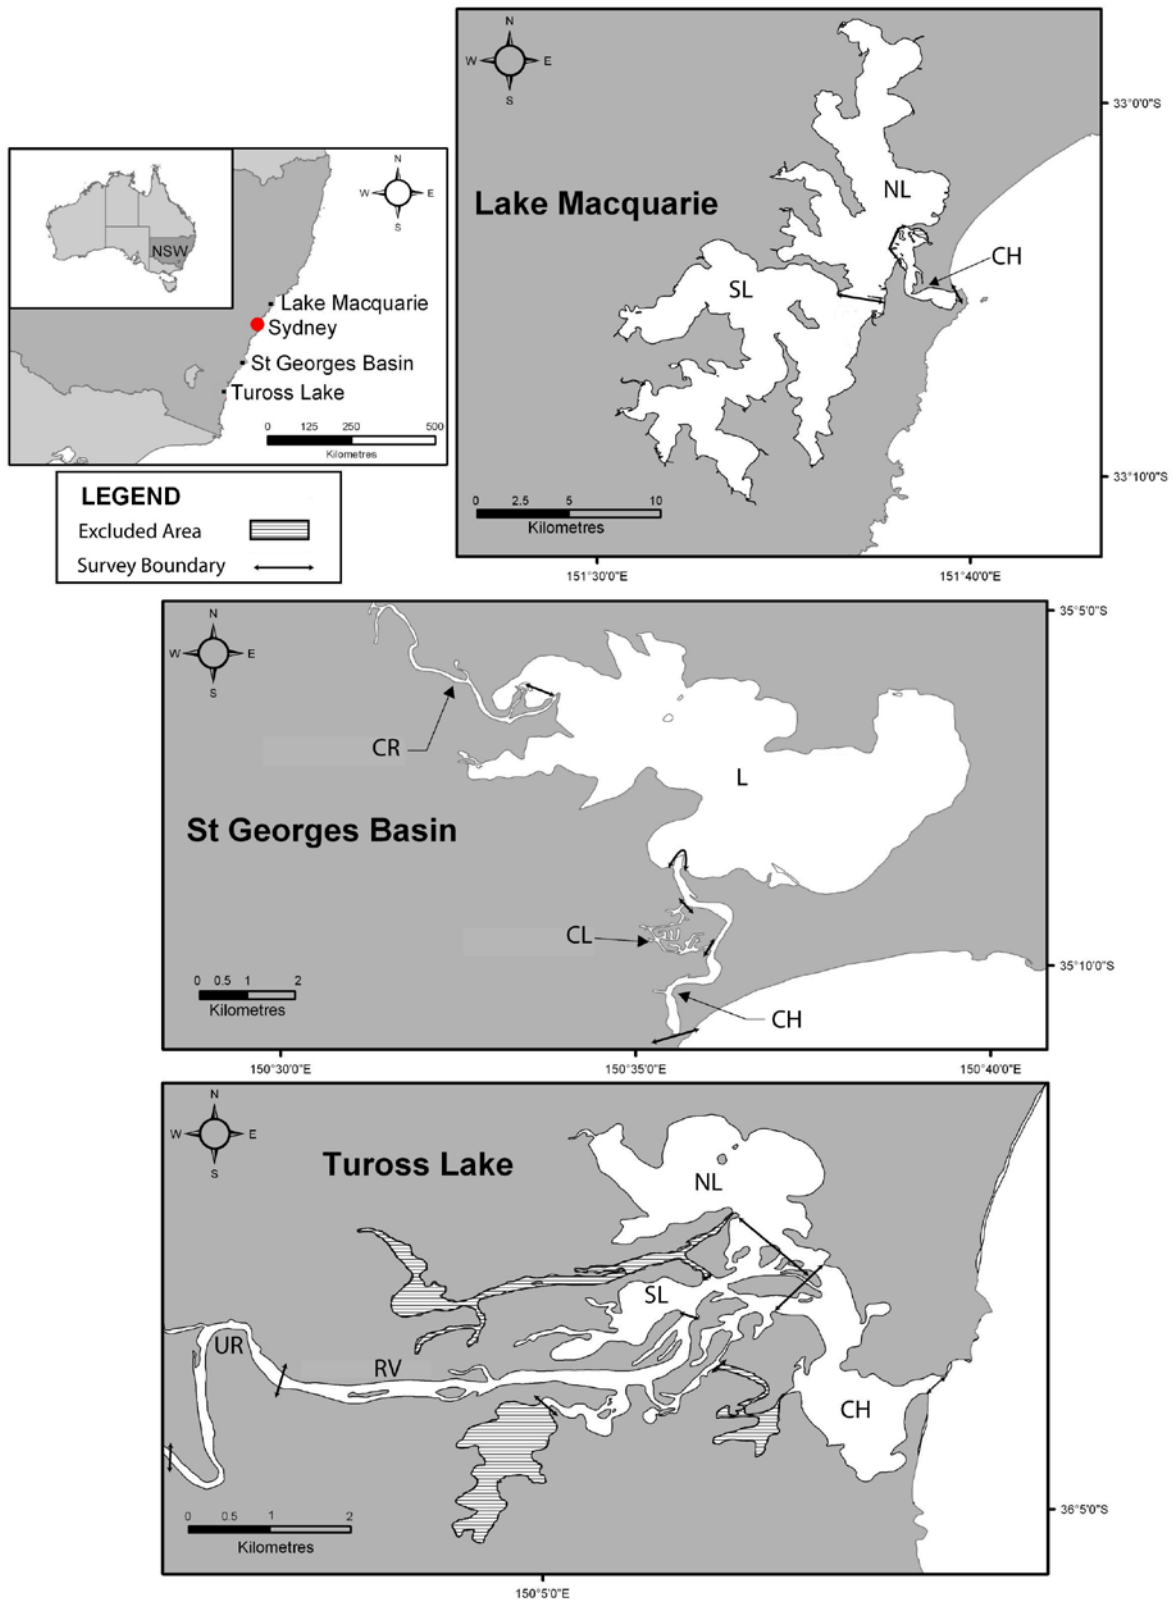 N
W
E
S
NSW
Lake Macquarie
Sydney
St Georges Basin
Tuross Lake
0 125 250 500
Kilometres
LEGEND
Excluded Area
Survey Boundary
N
W
E
S
Lake Macquarie
NL
CH
SL
0 2.5 5 10
Kilometres
33°0'0"S
33°10'0"S
151°30'0"E
151°40'0"E
N
W
E
S
CR
L
St Georges Basin
CL
CH
0 0.5 1 2
Kilometres
35°5'0"S
35°10'0"S
150°30'0"E
150°35'0"E
150°40'0"E
N
W
E
S
Tuross Lake
NL
SL
UR
RV
CH
0 0.5 1 2
Kilometres
36°5'0"S
150°5'0"E